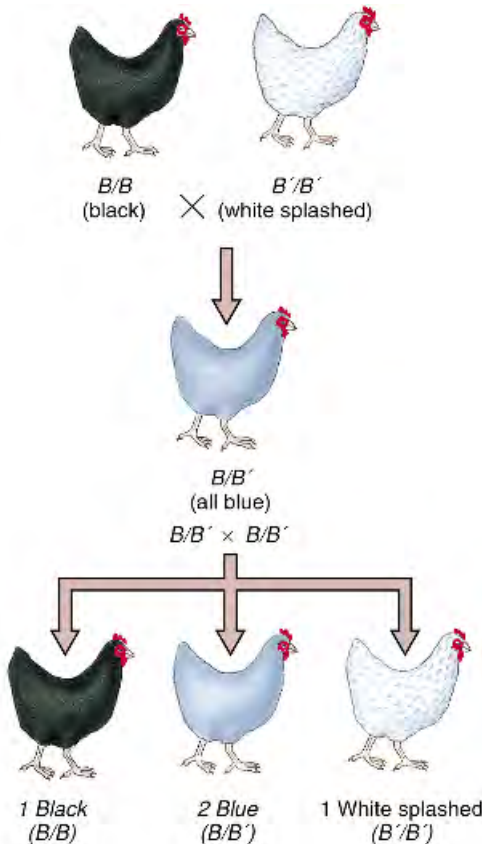 B/B B´/B´
(black) × (white splashed)
B/B´
(all blue)
B/B´ × B/B´
1 Black 2 Blue 1 White splashed
(B/B) (B/B´) (B´/B´)